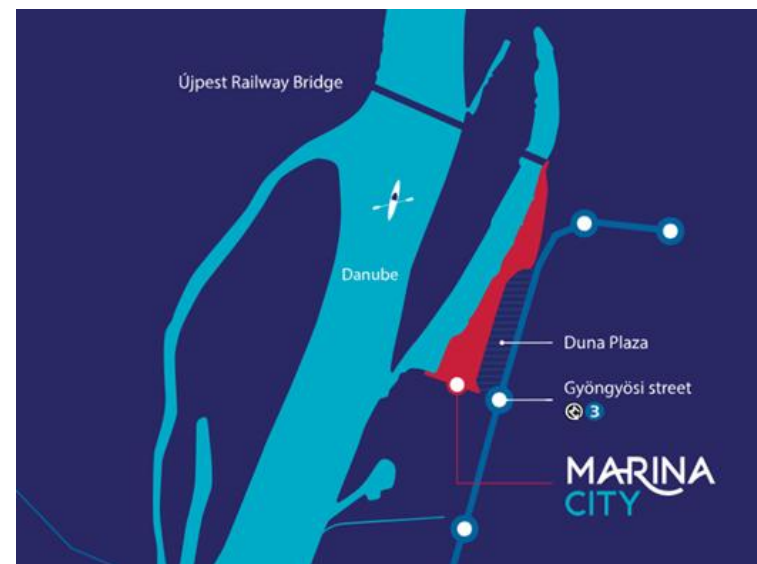 Újpest Railway Bridge
Danube
Duna Plaza
Gyöngyösi street
3
MARINA
CITY